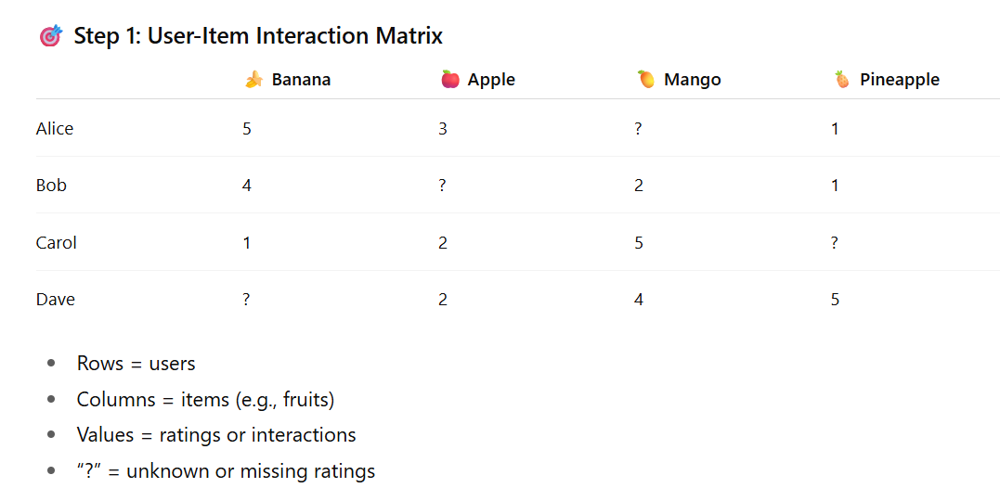 🎯 Step 1: User-Item Interaction Matrix
🍌 Banana 🍎 Apple 🥭 Mango 🍍 Pineapple
Alice 5 3 ? 1
Bob 4 ? 2 1
Carol 1 2 5 ?
Dave ? 2 4 5
• Rows = users
• Columns = items (e.g., fruits)
• Values = ratings or interactions
• “?” = unknown or missing ratings